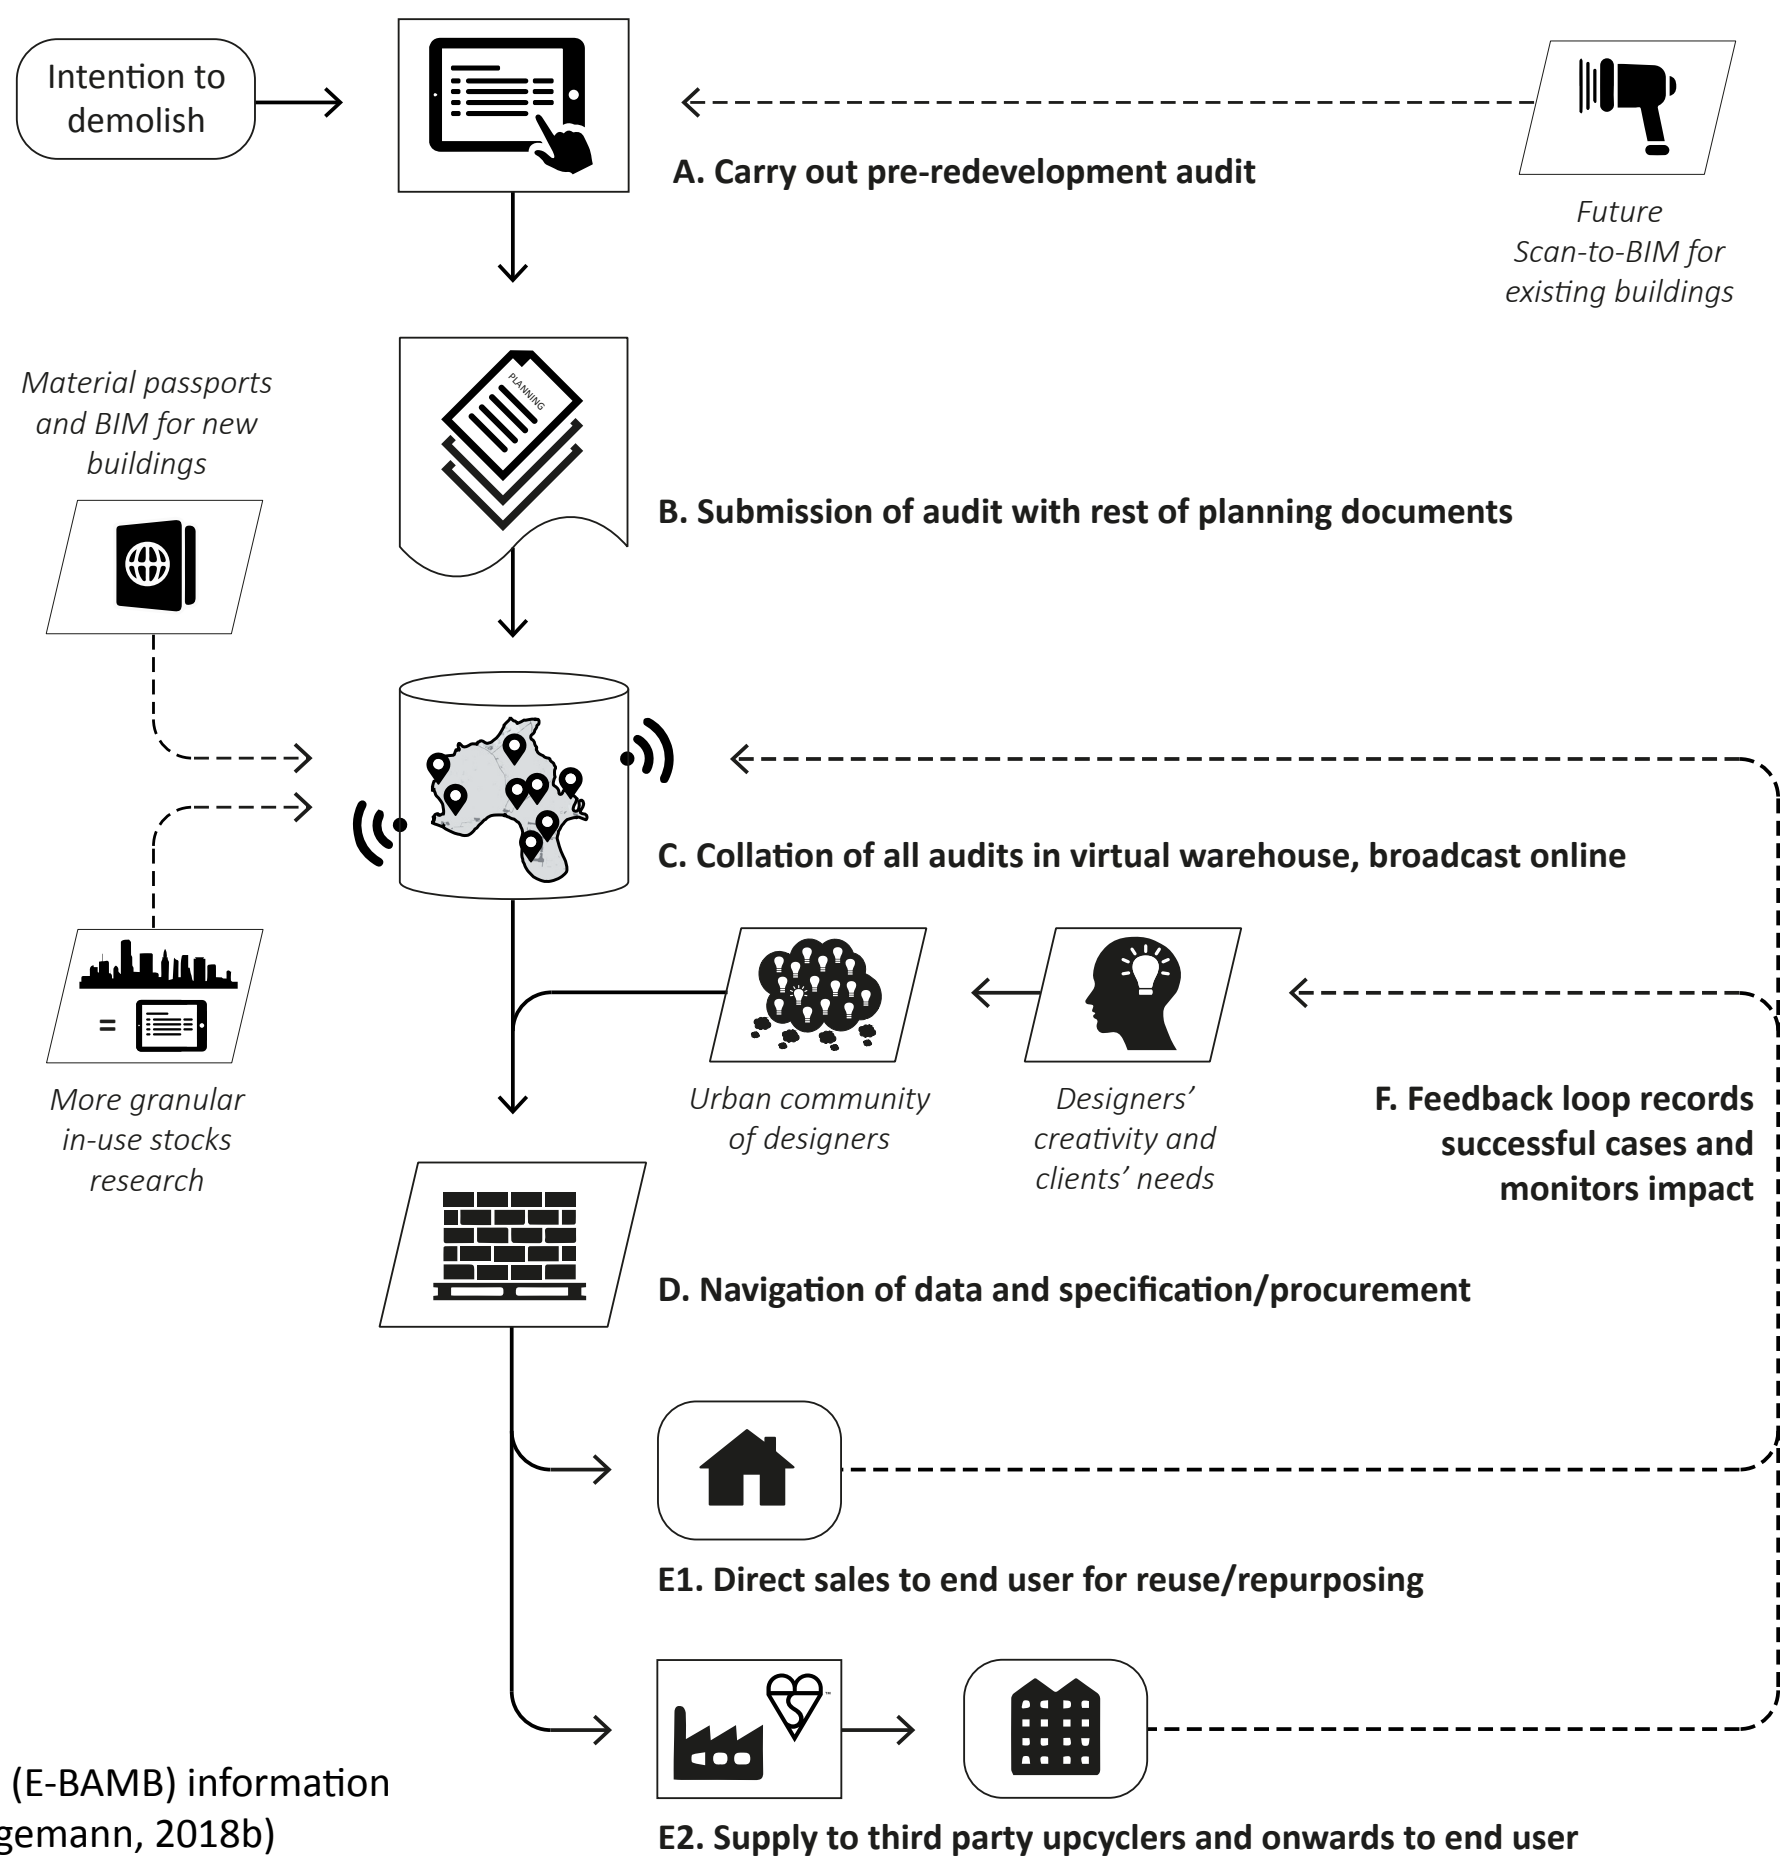 Intention to
demolish
A. Carry out pre-redevelopment audit
Future
Scan-to-BIM for
existing buildings
Material passports
and BIM for new
buildings
PLANNING
B. Submission of audit with rest of planning documents
C. Collation of all audits in virtual warehouse, broadcast online
=
More granular
in-use stocks
research
Urban community
of designers
Designers’
creativity and
clients’ needs
F. Feedback loop records
successful cases and
monitors impact
D. Navigation of data and specification/procurement
E1. Direct sales to end user for reuse/repurposing
™
(E-BAMB) information
gemann, 2018b)
E2. Supply to third party upcyclers and onwards to end user